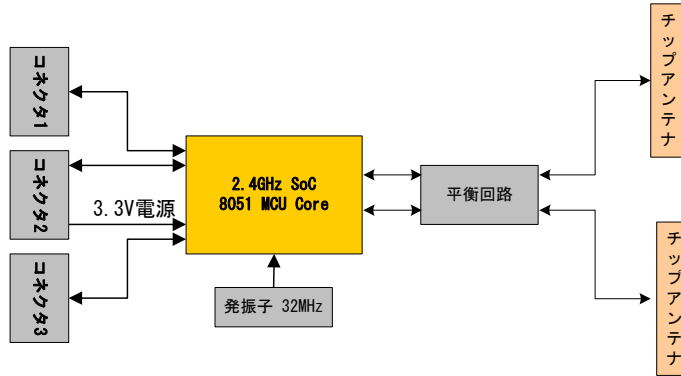 コネクタ1
コネクタ2
コネクタ3
3.3V電源
2.4GHz SoC
8051 MCU Core
発振子 32MHz
平衡回路
チップアンテナ
チップアンテナ